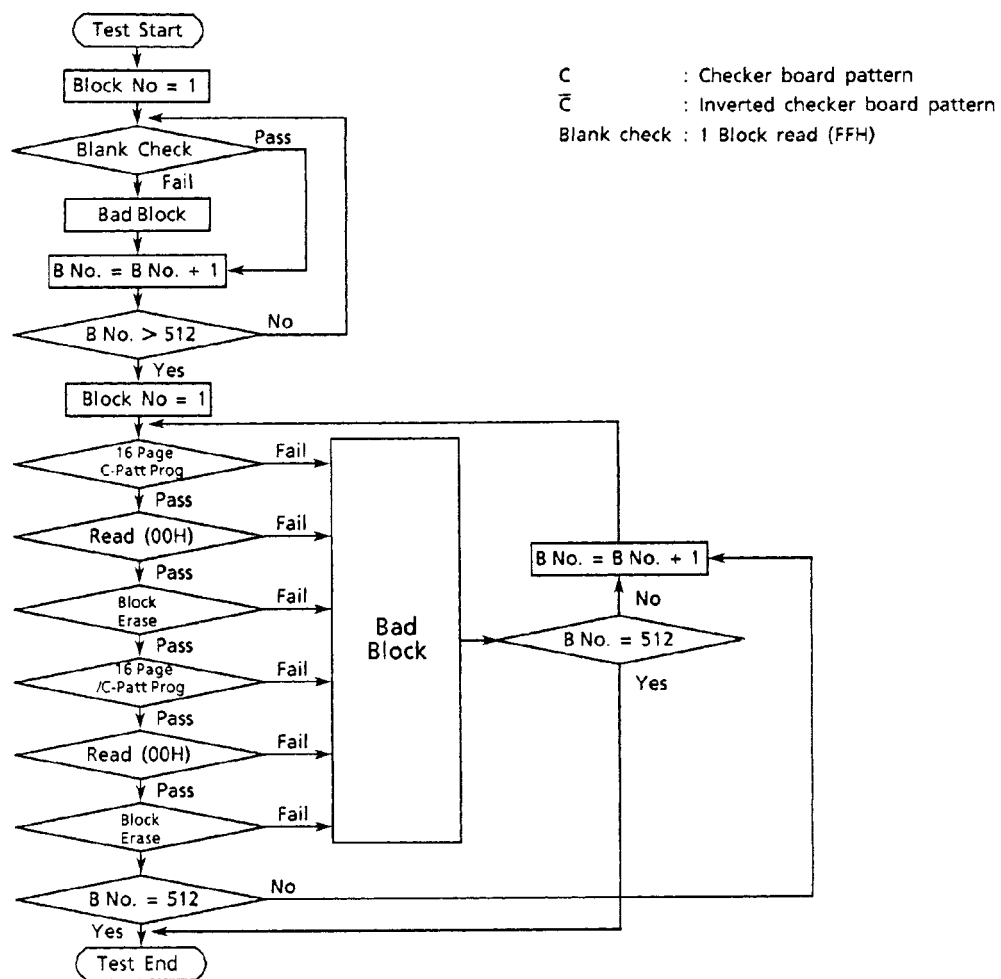 Test Start
Block No = 1
Blank Check
Pass
Fail
Bad Block
B No. = B No. + 1
B No. > 512
No
Yes
Block No = 1
C : Checker board pattern
C̅ : Inverted checker board pattern
Blank check : 1 Block read (FFH)
16 Page
C-Patt Prog
Fail
Pass
Read (00H)
Fail
Pass
Block
Erase
Fail
Pass
16 Page
/C-Patt Prog
Fail
Pass
Read (00H)
Fail
Pass
Block
Erase
Fail
B No. = 512
No
Yes
Test End
Bad
Block
B No. = B No. + 1
No
B No. = 512
Yes